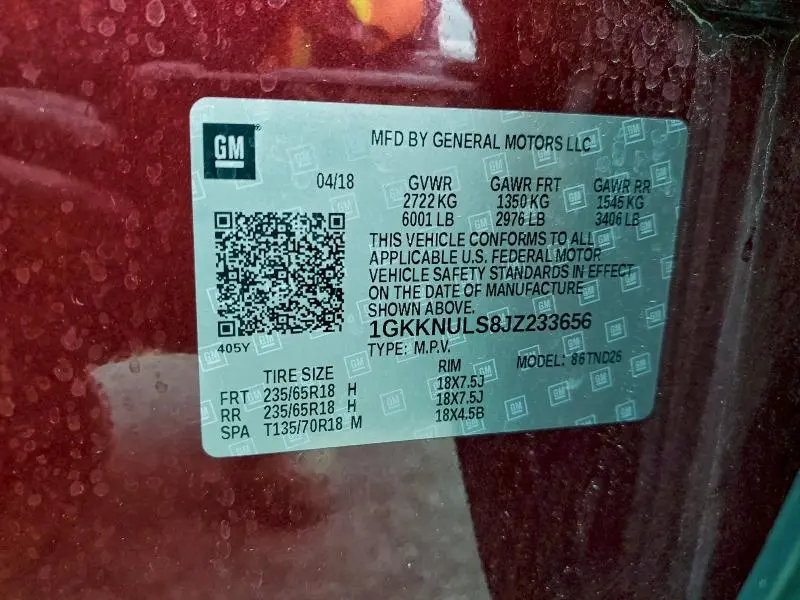 GM
MFD BY GENERAL MOTORS LLC
04/18 GVWR GAWR FRT GAWR RR
2722 KG 1350 KG 1545 KG
6001 LB 2976 LB 3406 LB
THIS VEHICLE CONFORMS TO ALL
APPLICABLE U.S. FEDERAL MOTOR
VEHICLE SAFETY STANDARDS IN EFFECT
ON THE DATE OF MANUFACTURE
SHOWN ABOVE.
1GKKNULS8JZ233656
405Y
TYPE: M.P.V. MODEL: 86TND26
TIRE SIZE RIM
FRT 235/65R18 H 18X7.5J
RR 235/65R18 H 18X7.5J
SPA T135/70R18 M 18X4.5B